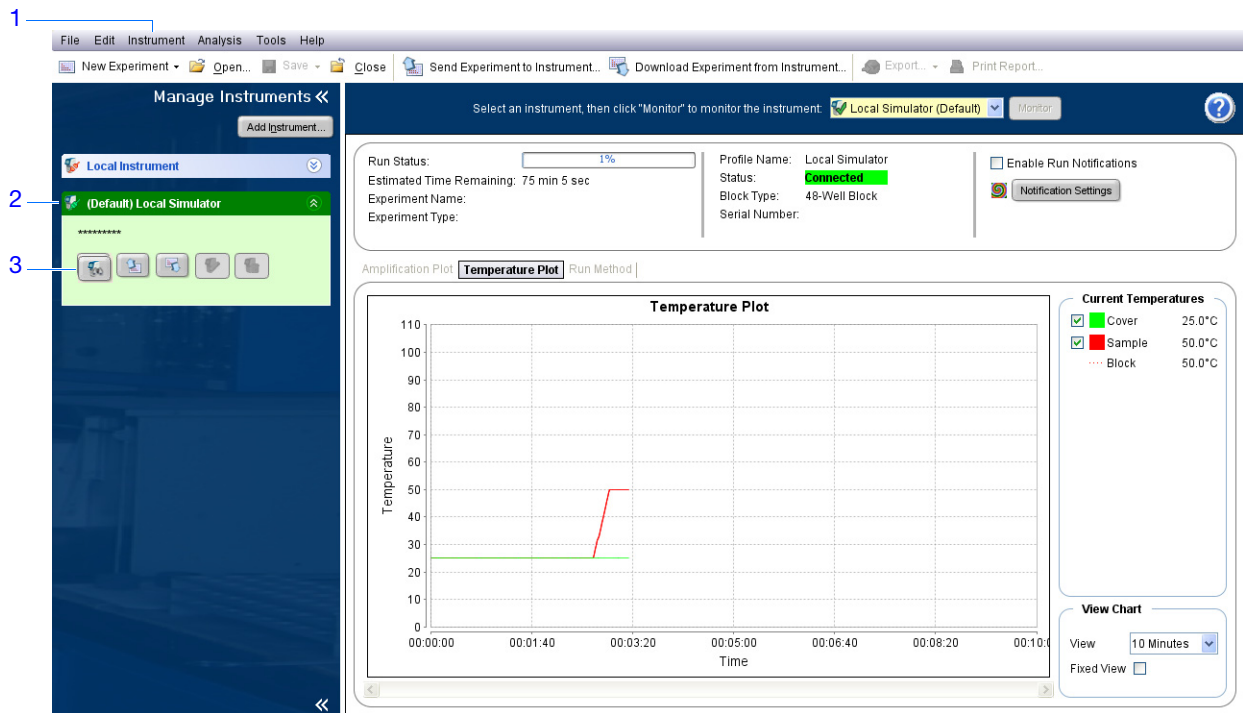 1
File Edit Instrument Analysis Tools Help
New Experiment Open... Save Close Send Experiment to Instrument... Download Experiment from Instrument... Export... Print Report...
Manage Instruments
Add Instrument...
Select an instrument, then click "Monitor" to monitor the instrument: Local Simulator (Default) Monitor
?
Local Instrument
2
(Default) Local Simulator
*********
3
Run Status: 1%
Estimated Time Remaining: 75 min 5 sec
Experiment Name:
Experiment Type:
Profile Name: Local Simulator
Status: Connected
Block Type: 48-Well Block
Serial Number:
Enable Run Notifications
Notification Settings
Amplification Plot Temperature Plot Run Method
Temperature Plot
Temperature
110
100
90
80
70
60
50
40
30
20
10
0
00:00:00 00:01:40 00:03:20 00:05:00 00:06:40 00:08:20 00:10:0
Time
Current Temperatures
Cover 25.0°C
Sample 50.0°C
Block 50.0°C
View Chart
View 10 Minutes
Fixed View